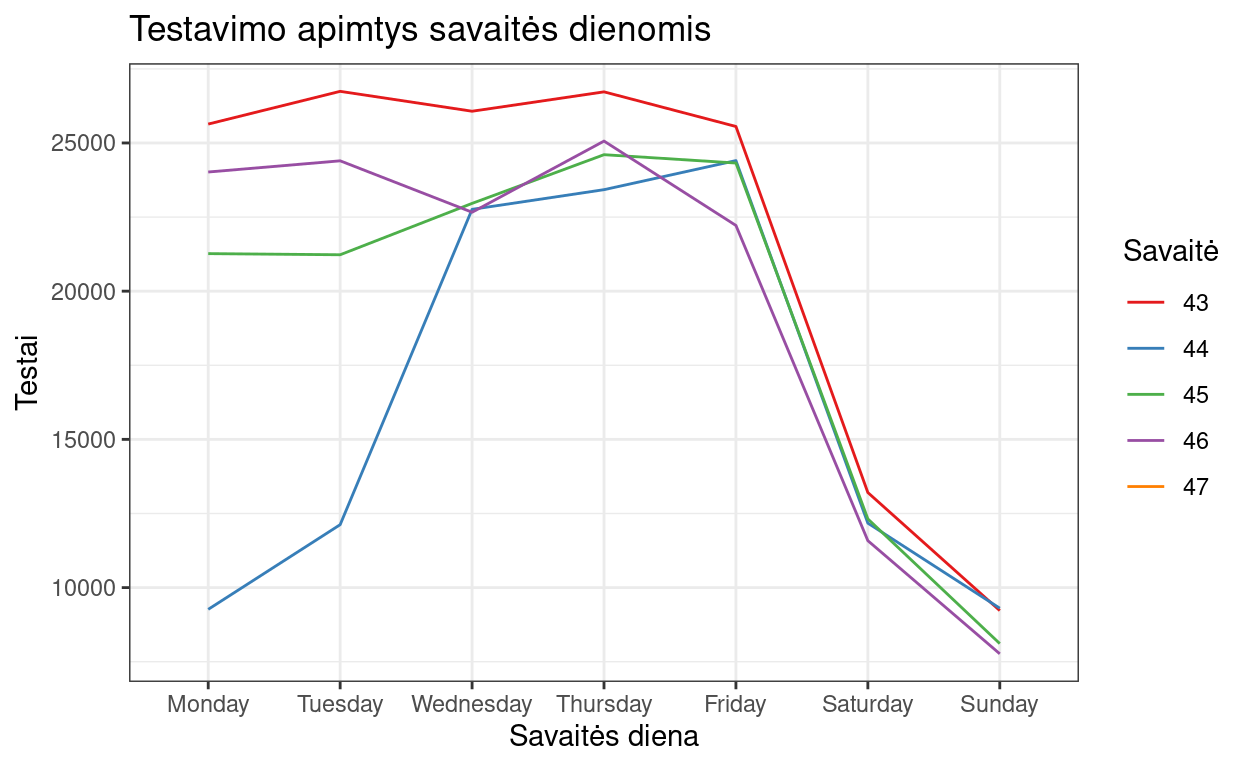 Testavimo apimtys savaitės dienomis
Testai
25000
20000
15000
10000
Monday Tuesday Wednesday Thursday Friday Saturday Sunday
Savaitės diena
Savaitė
43
44
45
46
47